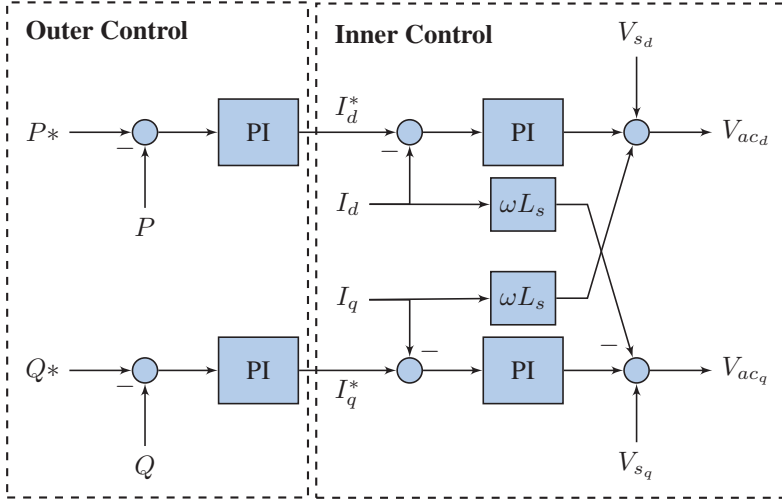 Outer Control
Inner Control
V_{s_d}
P* − PI I_d^* − PI V_{ac_d}
P
I_d ωL_s
I_q ωL_s
Q* − PI I_q^* − PI − V_{ac_q}
Q
V_{s_q}